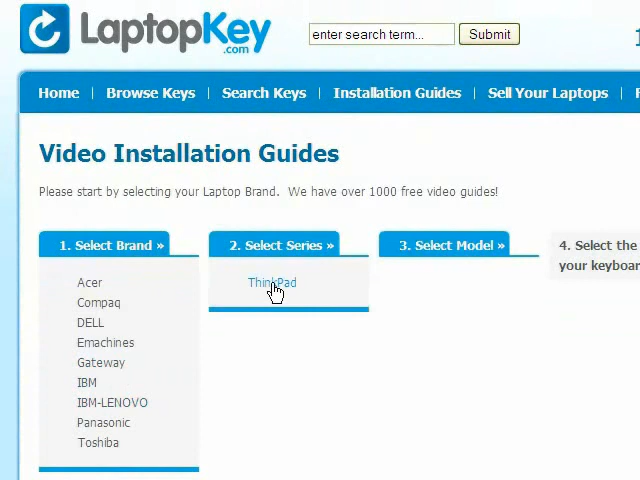 LaptopKey
.com
enter search term... Submit
Home Browse Keys Search Keys Installation Guides Sell Your Laptops
Video Installation Guides
Please start by selecting your Laptop Brand. We have over 1000 free video guides!
1. Select Brand » 2. Select Series » 3. Select Model » 4. Select the
your keyboar
Acer ThinkPad
Compaq
DELL
Emachines
Gateway
IBM
IBM-LENOVO
Panasonic
Toshiba